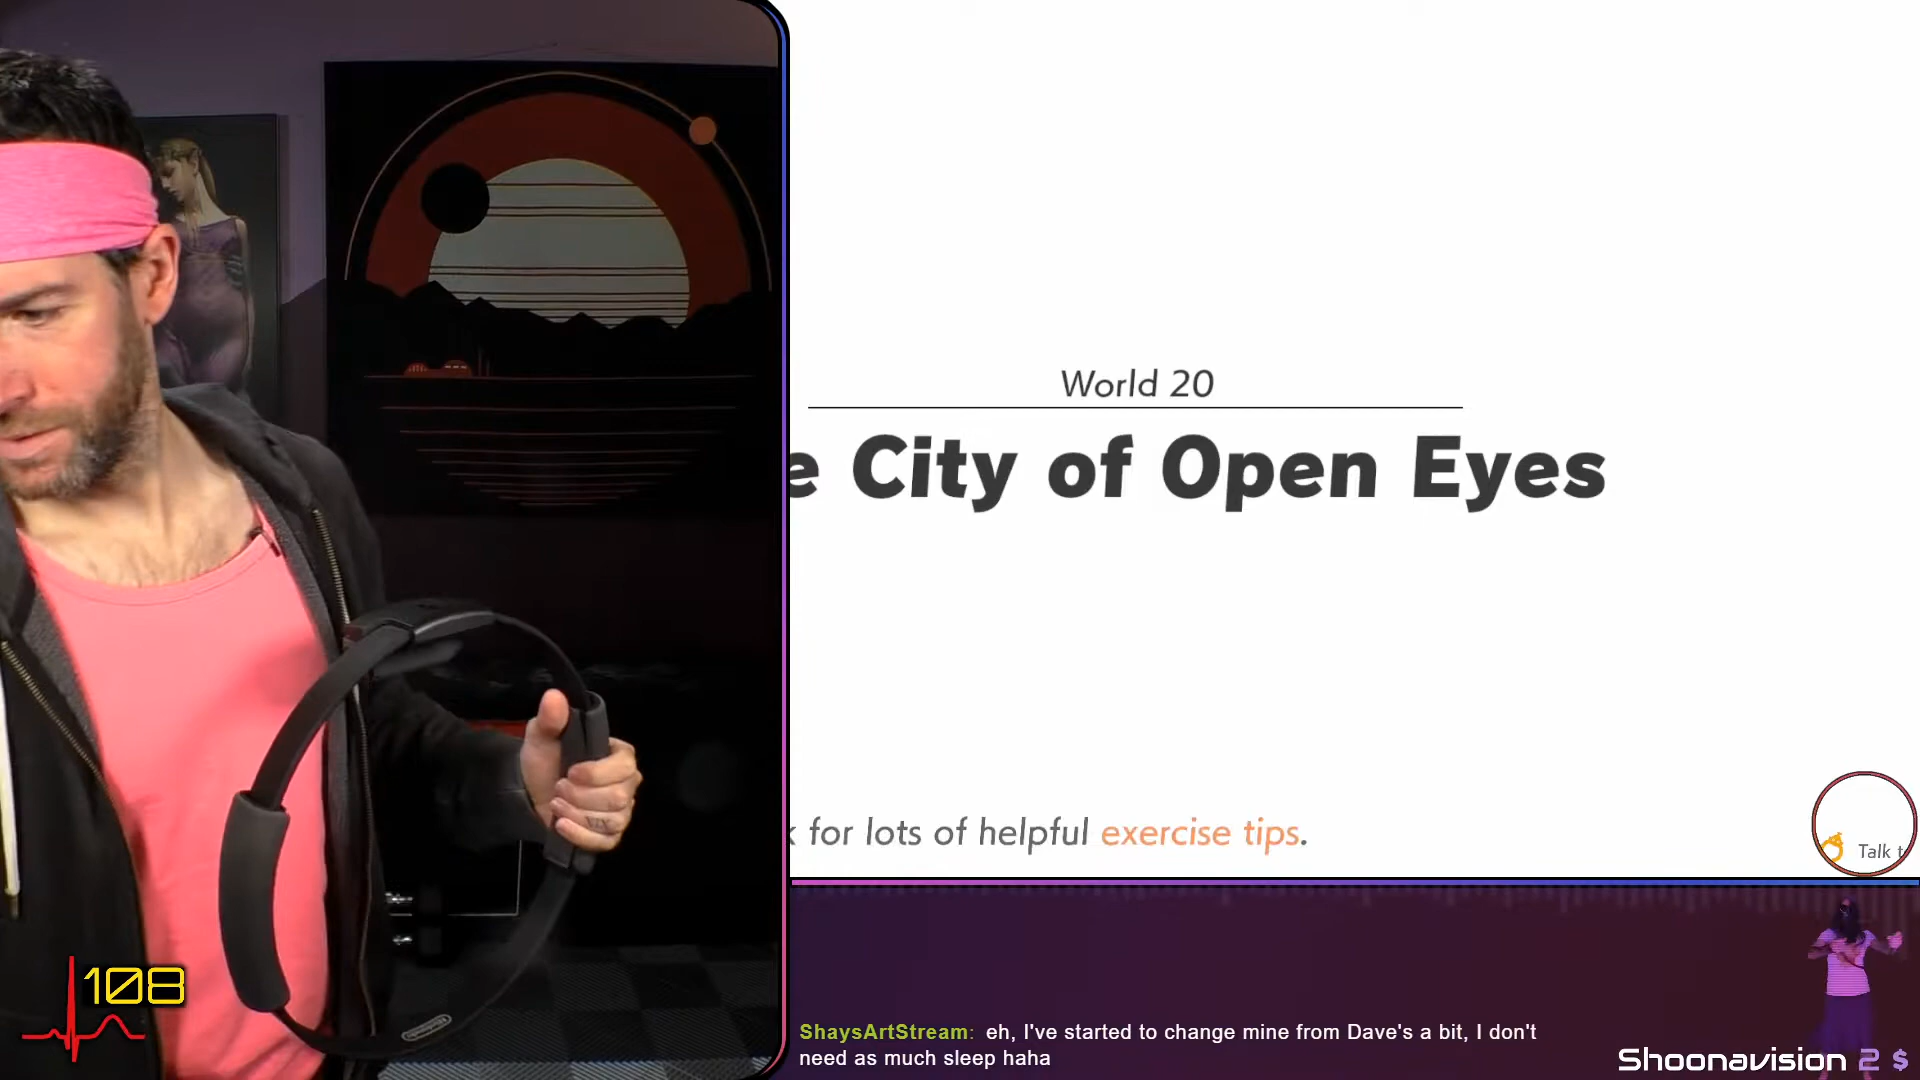 World 20
e City of Open Eyes
k for lots of helpful exercise tips.
Talk t
108
ShaysArtStream: eh, I've started to change mine from Dave's a bit, I don't
need as much sleep haha
Shoonavision 2 $